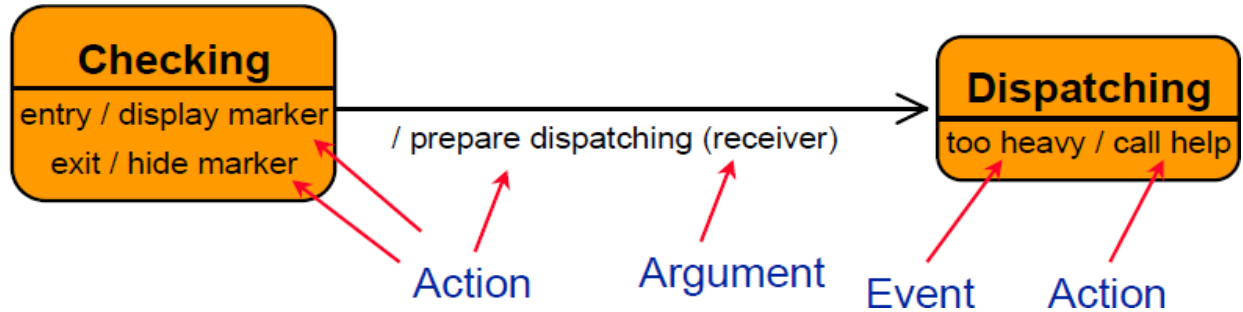 Checking
entry / display marker
exit / hide marker
/ prepare dispatching (receiver)
Dispatching
too heavy / call help
Action
Argument
Event
Action